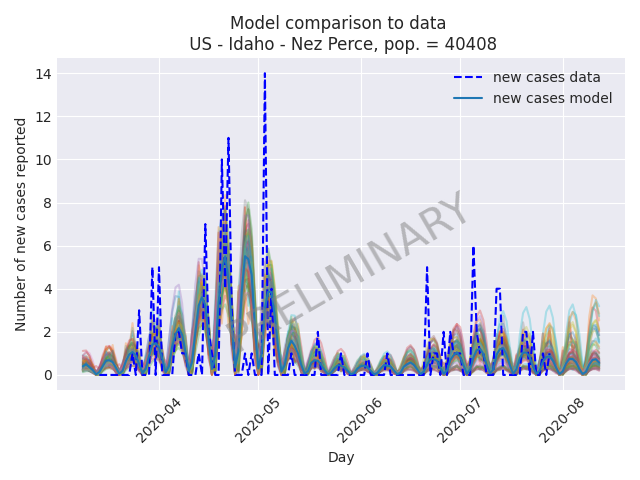 Model comparison to data
US - Idaho - Nez Perce, pop. = 40408
new cases data
new cases model
PRELIMINARY
Number of new cases reported
14
12
10
8
6
4
2
0
2020-04
2020-05
2020-06
2020-07
2020-08
Day